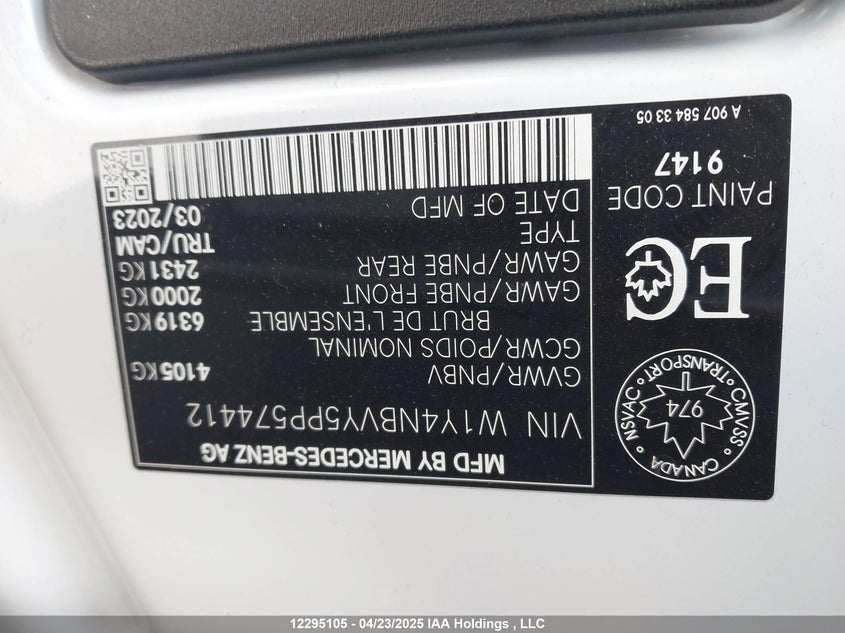 MFD BY MERCEDES-BENZ AG
VIN W1Y4NBVY5PP574412
GVWR/PNBV 4105 KG
GCWR/POIDS NOMINAL
BRUT DE L'ENSEMBLE 6319 KG
GAWR/PNBE FRONT 2000 KG
GAWR/PNBE REAR 2431 KG
TYPE TRU/CAM
DATE OF MFD 03/2023
CANADA
NSVAC
974
CMVSS
TRANSPORT
EC
PAINT CODE
9147
A 907 584 33 05
12295105 - 04/23/2025 IAA Holdings , LLC